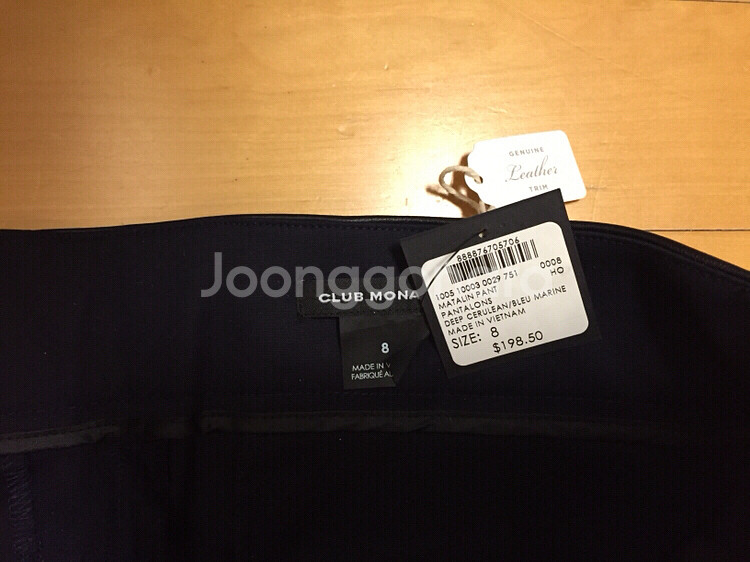 GENUINE
Leather
TRIM
888876705706
1005 10003 0029 751 0008
MATALIN PANT HO
PANTALONS
DEEP CERULEAN/BLEU MARINE
MADE IN VIETNAM
SIZE: 8
$198.50
CLUB MONA
8
MADE IN V
FABRIQUÉ AU